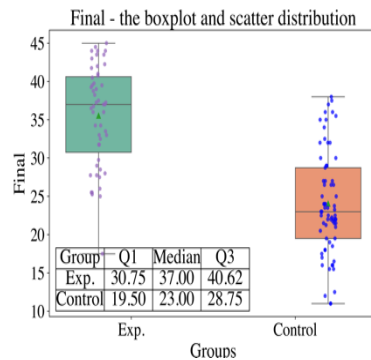 Final - the boxplot and scatter distribution
Final
45
40
35
30
25
20
15
10
Group Q1 Median Q3
Exp. 30.75 37.00 40.62
Control 19.50 23.00 28.75
Exp. Control
Groups